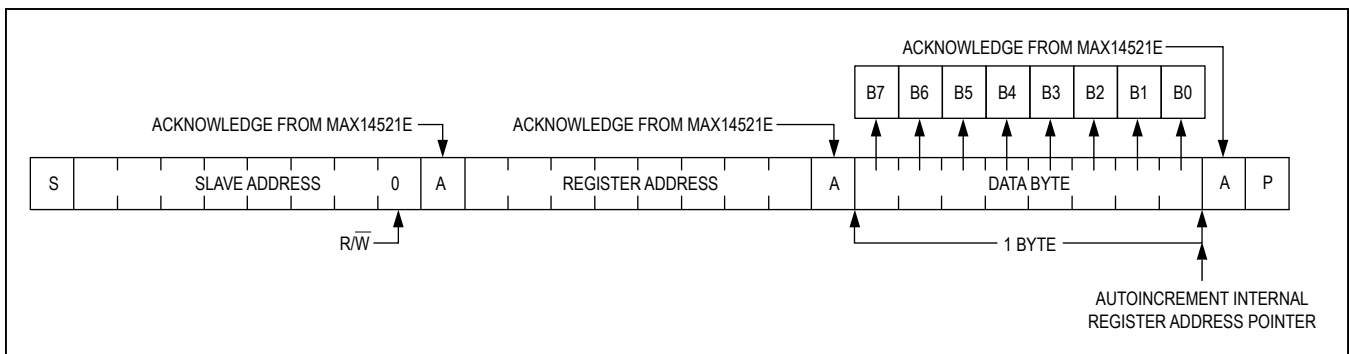 ACKNOWLEDGE FROM MAX14521E
B7 B6 B5 B4 B3 B2 B1 B0
ACKNOWLEDGE FROM MAX14521E ACKNOWLEDGE FROM MAX14521E
S SLAVE ADDRESS 0 A REGISTER ADDRESS A DATA BYTE A P
R/W̅ 1 BYTE
AUTOINCREMENT INTERNAL
REGISTER ADDRESS POINTER